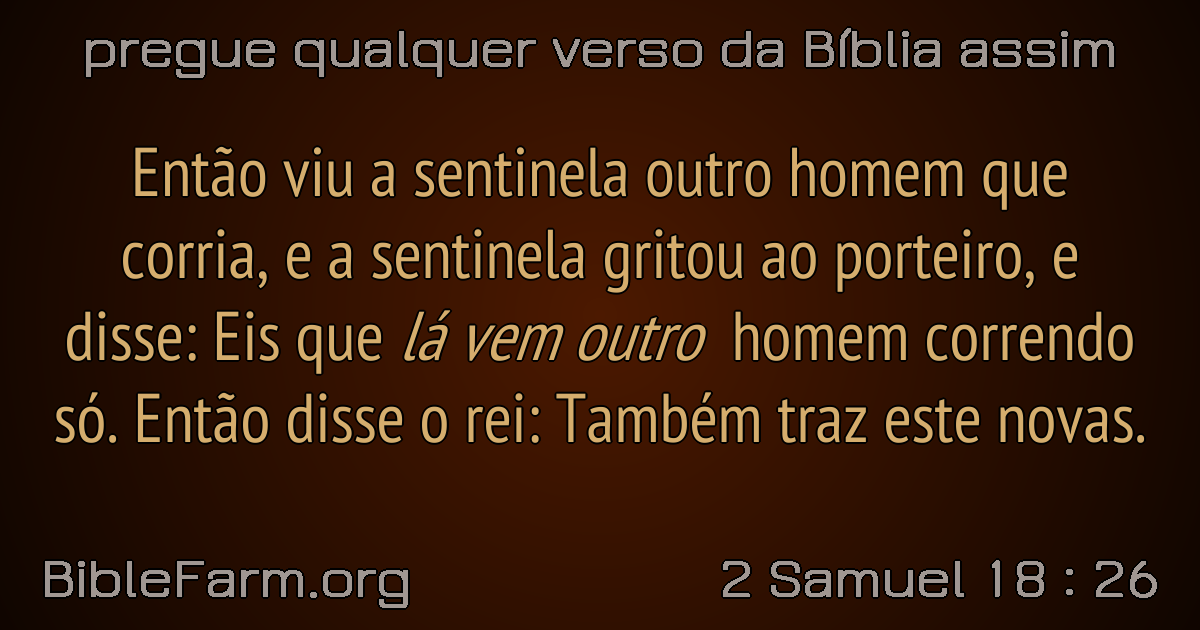 pregue qualquer verso da Bíblia assim
Então viu a sentinela outro homem que
corria, e a sentinela gritou ao porteiro, e
disse: Eis que lá vem outro homem correndo
só. Então disse o rei: Também traz este novas.
BibleFarm.org
2 Samuel 18 : 26